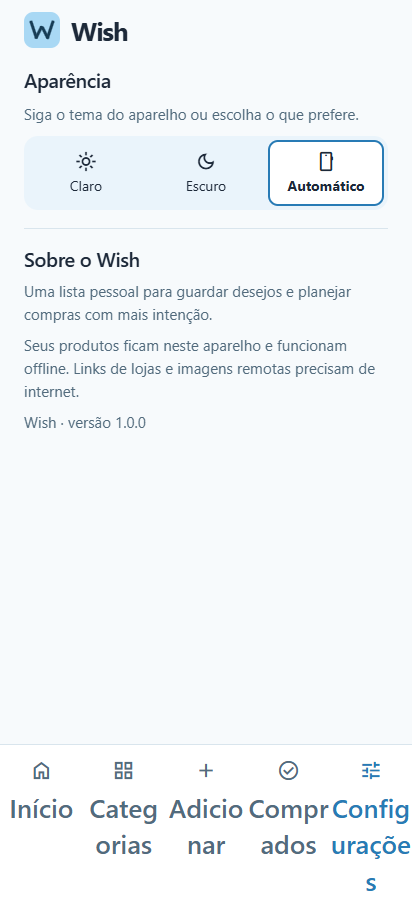 W Wish
Aparência
Siga o tema do aparelho ou escolha o que prefere.
Claro Escuro Automático
Sobre o Wish
Uma lista pessoal para guardar desejos e planejar
compras com mais intenção.
Seus produtos ficam neste aparelho e funcionam
offline. Links de lojas e imagens remotas precisam de
internet.
Wish · versão 1.0.0
Início Categ Adicio Compr Config
orias nar ados uraçõe
s